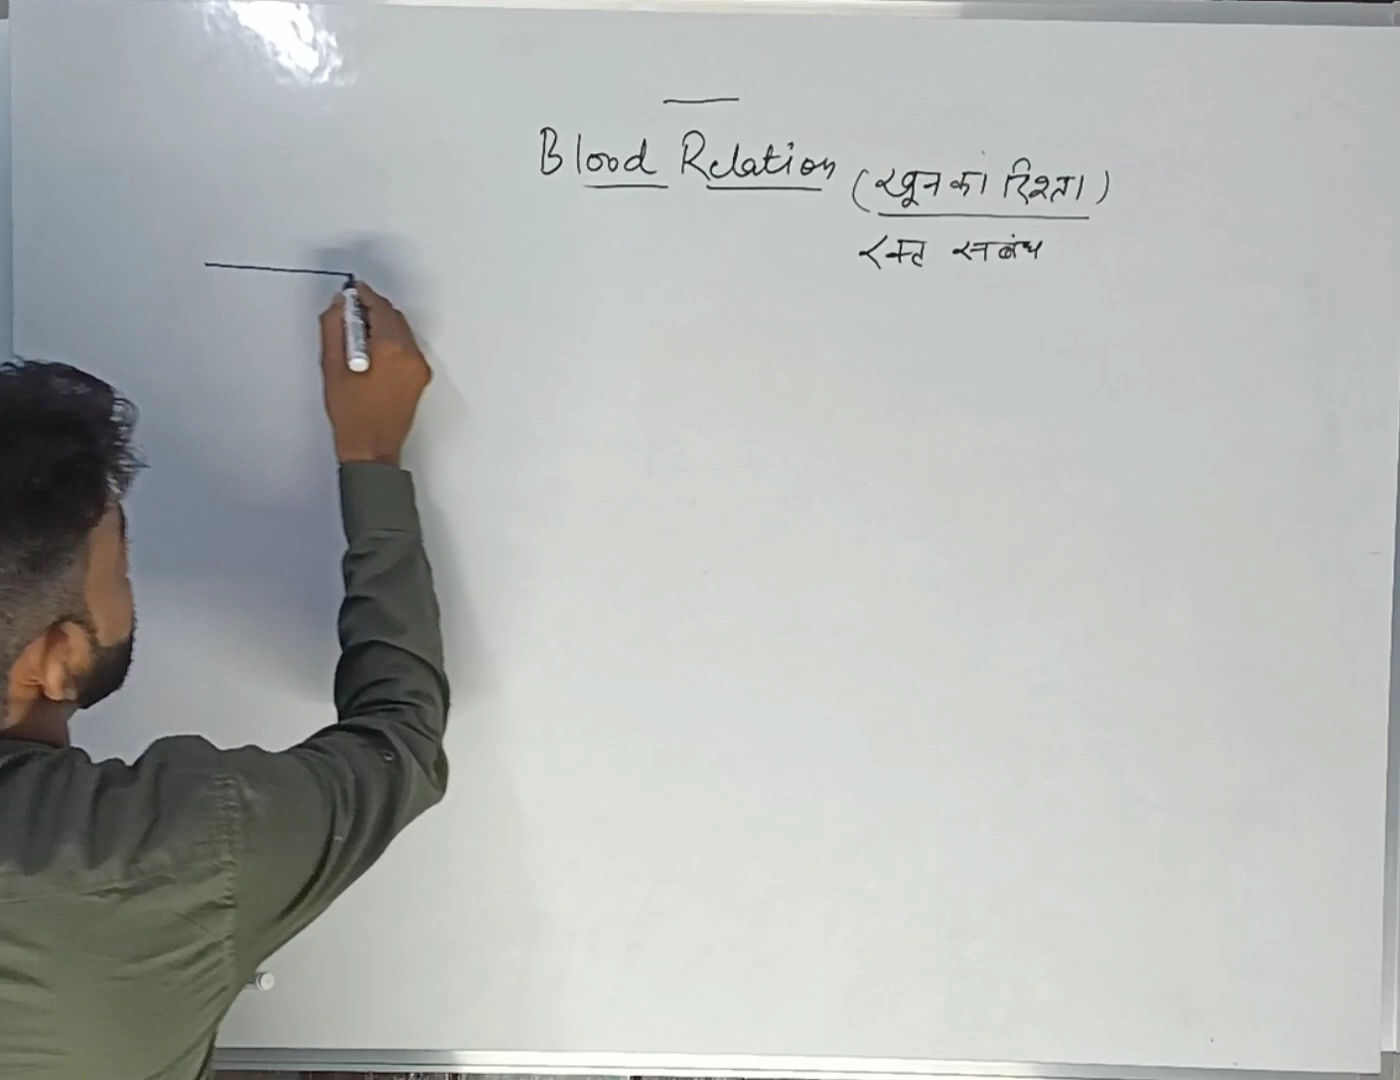 Blood Relation (खून का रिश्ता)
रक्त सबंध